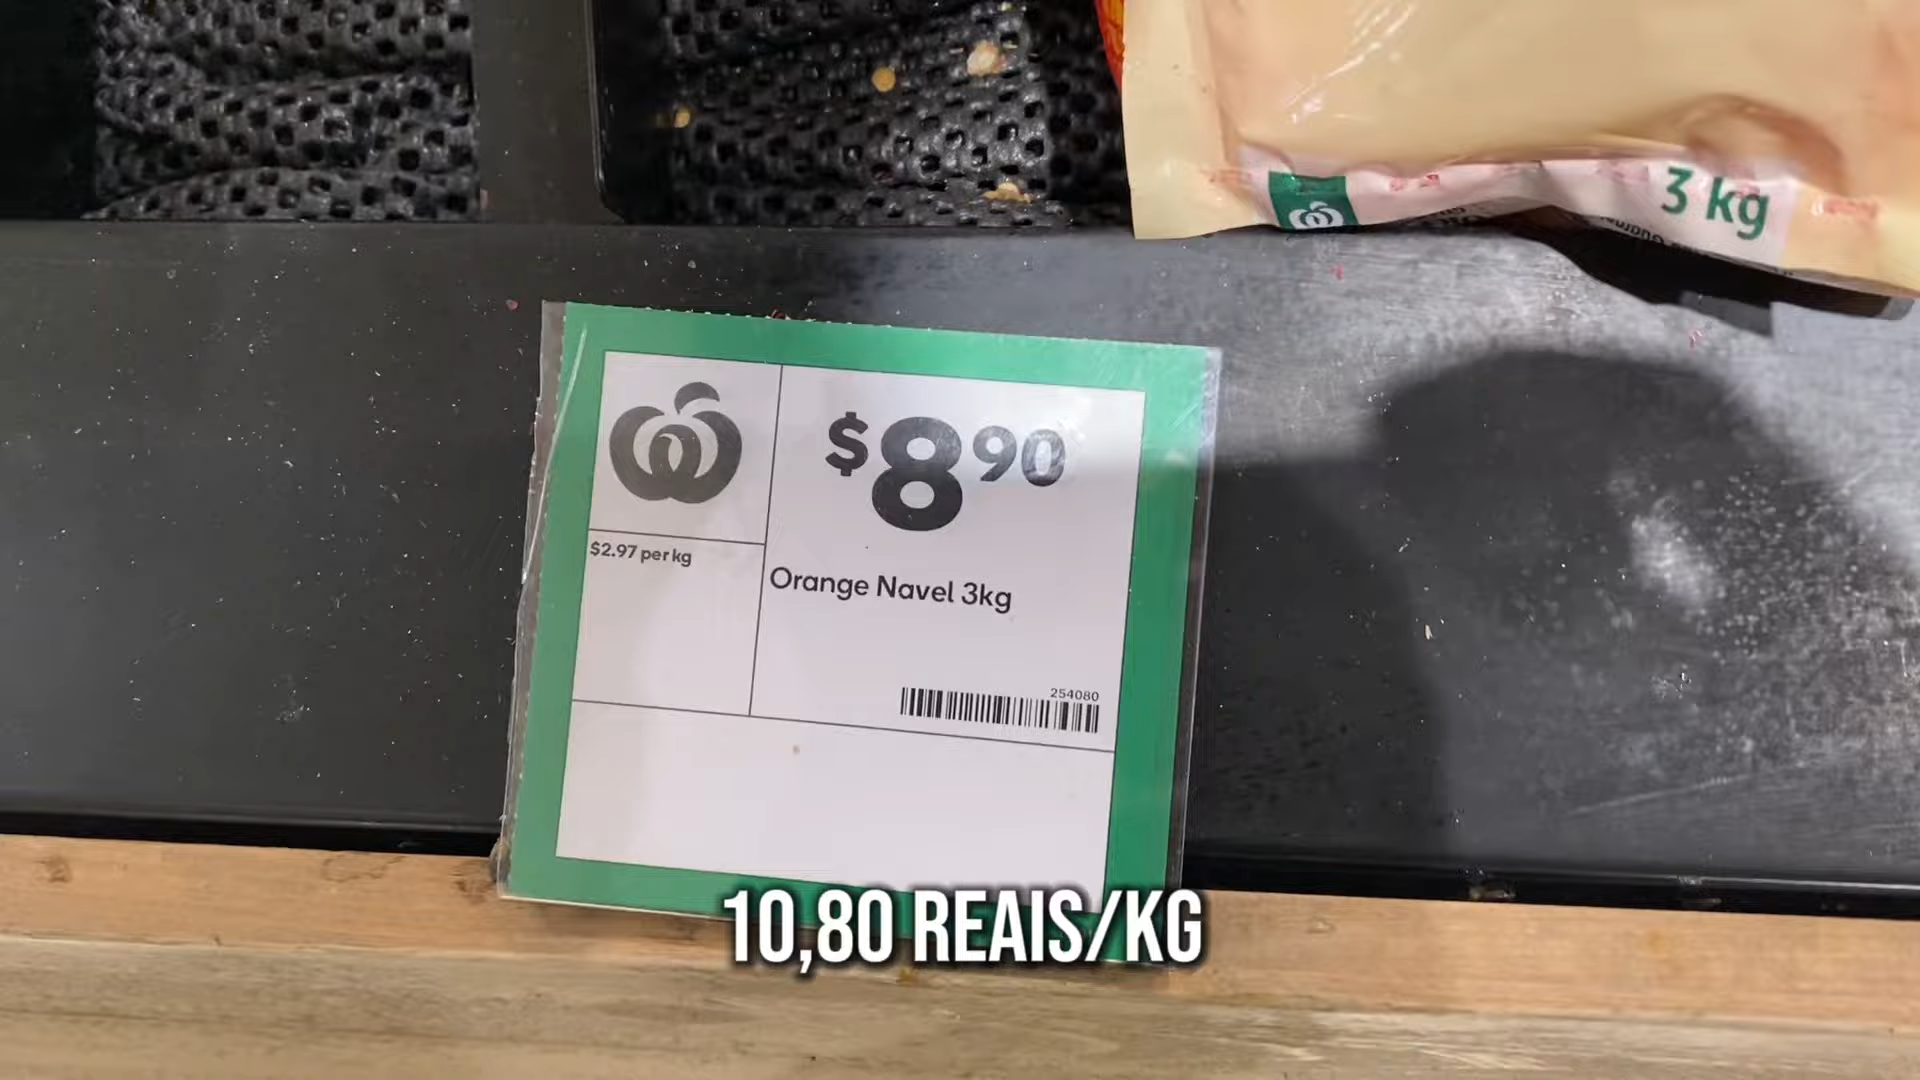 3 kg
$8.90
$2.97 per kg
Orange Navel 3kg
254080
10,80 REAIS/KG